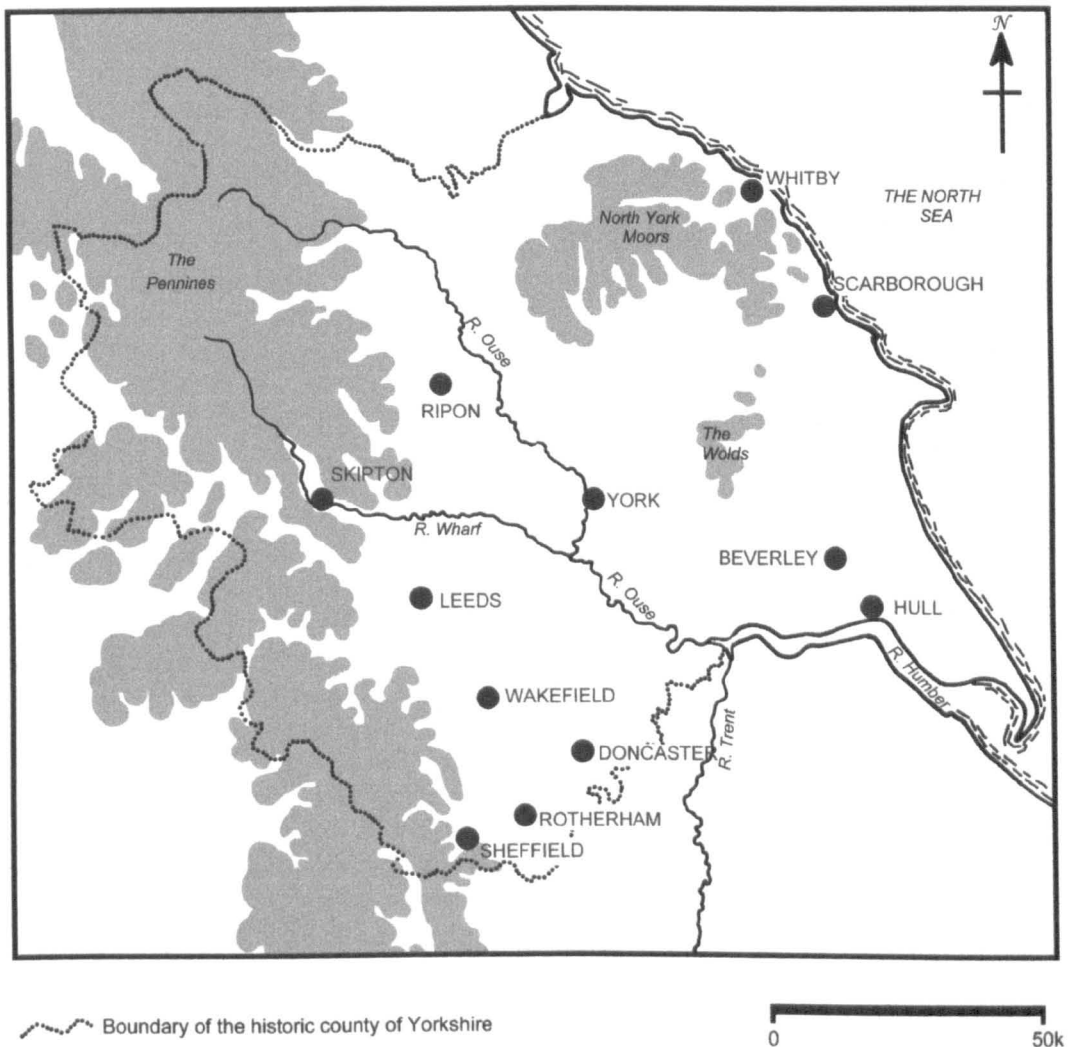 N
WHITBY
THE NORTH
SEA
North York
Moors
The
Pennines
SCARBOROUGH
R. Ouse
RIPON
The
Wolds
SKIPTON
YORK
R. Wharf
BEVERLEY
R. Ouse
LEEDS
HULL
R. Humber
WAKEFIELD
R. Trent
DONCASTER
ROTHERHAM
SHEFFIELD
Boundary of the historic county of Yorkshire
0 50k